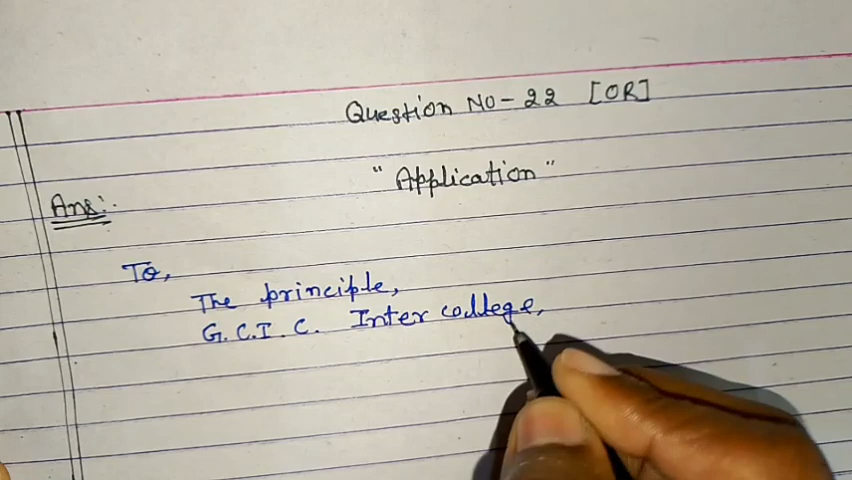 Question No - 22 [OR]
"Application"
Ans:-
To,
The principle,
G.C.I.C. Inter college,